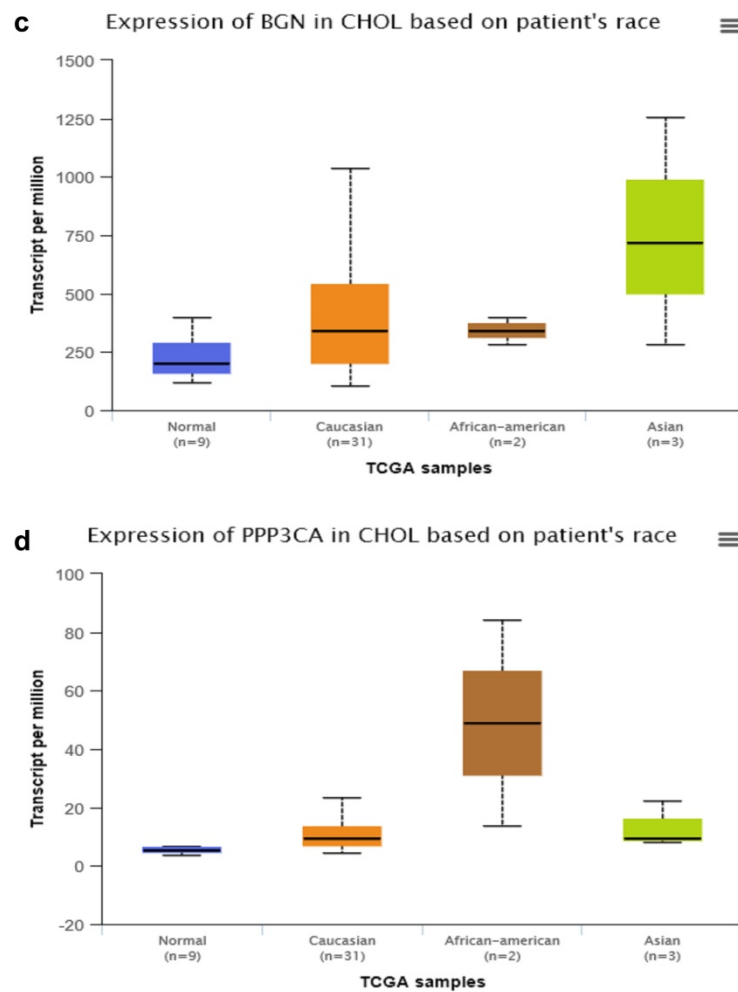 c
Expression of BGN in CHOL based on patient's race
1500
1250
1000
750
500
250
0
Transcript per million
Normal
(n=9)
Caucasian
(n=31)
African-american
(n=2)
Asian
(n=3)
TCGA samples
d
Expression of PPP3CA in CHOL based on patient's race
100
80
60
40
20
0
-20
Transcript per million
Normal
(n=9)
Caucasian
(n=31)
African-american
(n=2)
Asian
(n=3)
TCGA samples